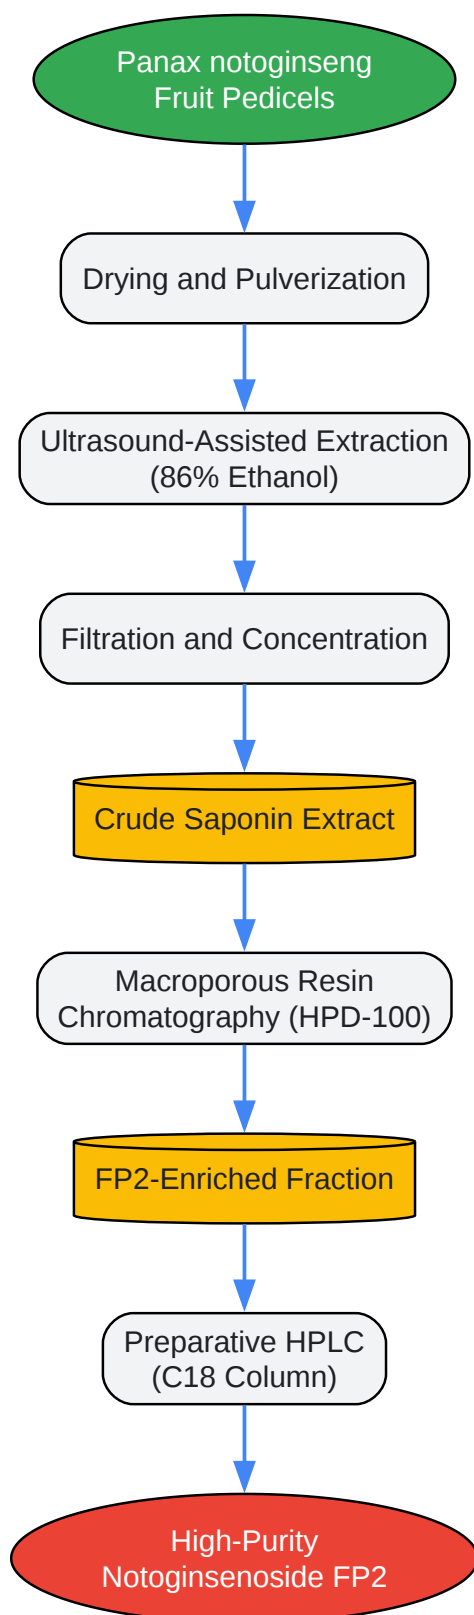 Panax notoginseng
Fruit Pedicels
Drying and Pulverization
Ultrasound-Assisted Extraction
(86% Ethanol)
Filtration and Concentration
Crude Saponin Extract
Macroporous Resin
Chromatography (HPD-100)
FP2-Enriched Fraction
Preparative HPLC
(C18 Column)
High-Purity
Notoginsenoside FP2